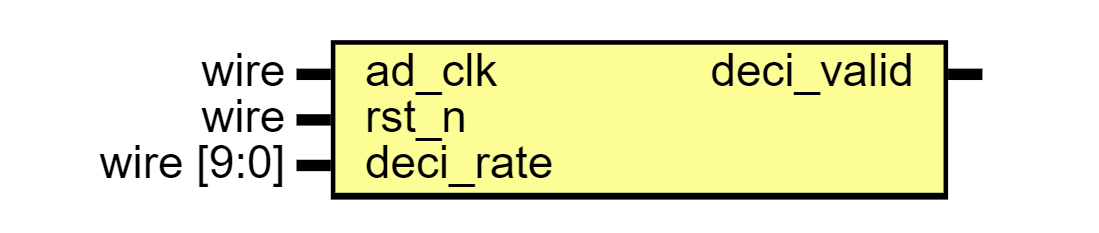 wire ad_clk deci_valid
wire rst_n
wire [9:0] deci_rate